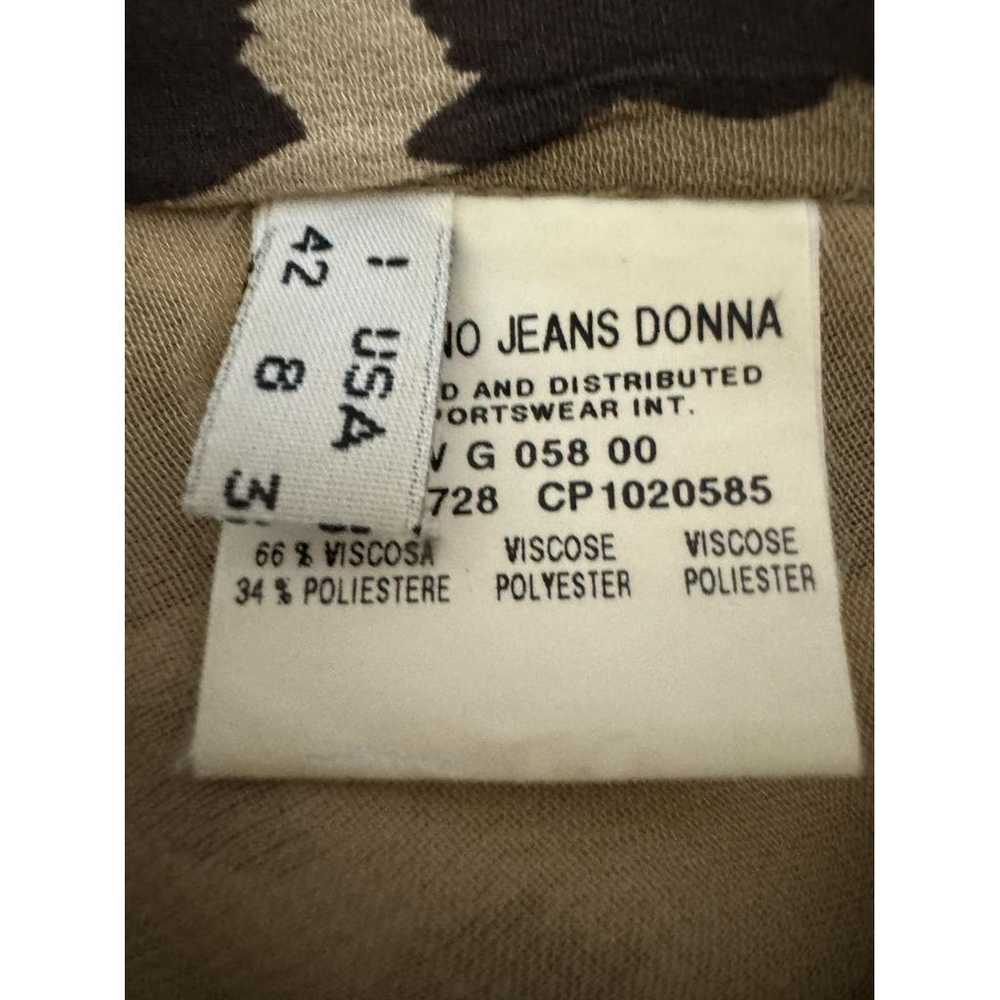 ! USA
42 8 3
NO JEANS DONNA
D AND DISTRIBUTED
PORTSWEAR INT.
V G 058 00
728 CP1020585
66 % VISCOSA VISCOSE VISCOSE
34 % POLIESTERE POLYESTER POLIESTER